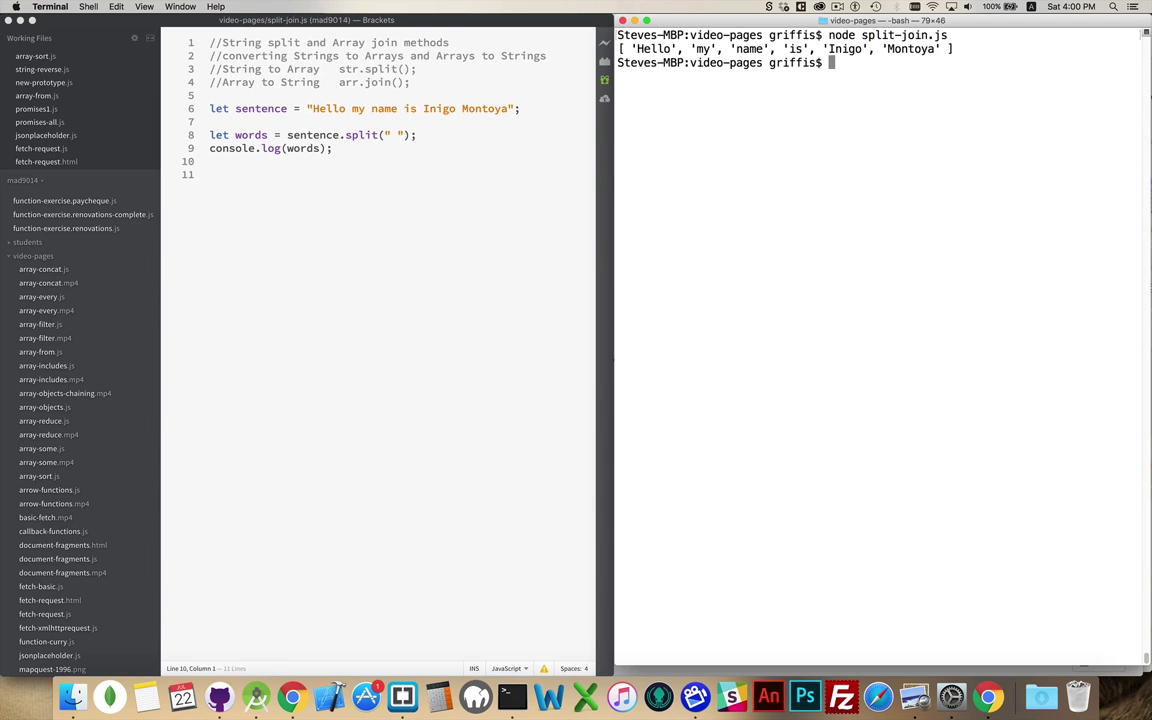 Terminal Shell Edit View Window Help
100% Sat 4:00 PM
video-pages/split-join.js (mad9014) — Brackets
video-pages — -bash — 79×46
Working Files
array-sort.js
string-reverse.js
new-prototype.js
array-from.js
promises1.js
promises-all.js
jsonplaceholder.js
fetch-request.js
fetch-request.html
mad9014
function-exercise.paycheque.js
function-exercise.renovations-complete.js
function-exercise.renovations.js
students
video-pages
array-concat.js
array-concat.mp4
array-every.js
array-every.mp4
array-filter.js
array-filter.mp4
array-from.js
array-includes.js
array-includes.mp4
array-objects-chaining.mp4
array-objects.js
array-reduce.js
array-reduce.mp4
array-some.js
array-some.mp4
array-sort.js
arrow-functions.js
arrow-functions.mp4
basic-fetch.mp4
callback-functions.js
document-fragments.html
document-fragments.js
document-fragments.mp4
fetch-basic.js
fetch-request.html
fetch-request.js
fetch-xmlhttprequest.js
function-curry.js
jsonplaceholder.js
mapquest-1996.png
1 //String split and Array join methods
2 //converting Strings to Arrays and Arrays to Strings
3 //String to Array str.split();
4 //Array to String arr.join();
5
6 let sentence = "Hello my name is Inigo Montoya";
7
8 let words = sentence.split(" ");
9 console.log(words);
10
11
Line 10, Column 1 — 11 Lines
INS JavaScript Spaces: 4
Steves-MBP:video-pages griffis$ node split-join.js
[ 'Hello', 'my', 'name', 'is', 'Inigo', 'Montoya' ]
Steves-MBP:video-pages griffis$
JUL
22
1
An
Ps
Fz